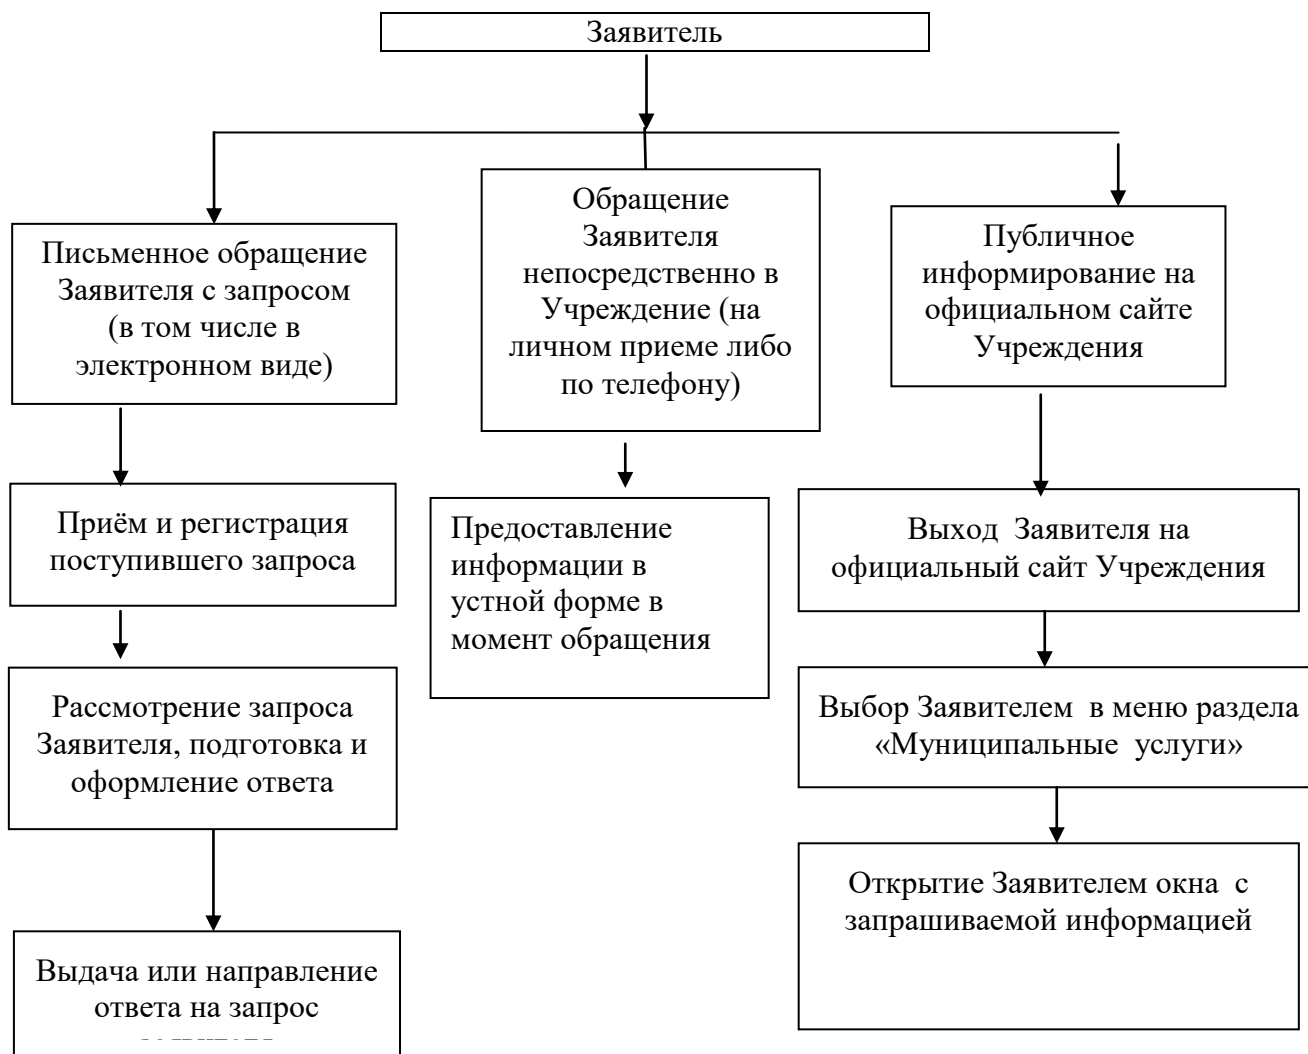 Заявитель
Письменное обращение
Заявителя с запросом
(в том числе в
электронном виде)
Обращение
Заявителя
непосредственно в
Учреждение (на
личном приеме либо
по телефону)
Публичное
информирование на
официальном сайте
Учреждения
Приём и регистрация
поступившего запроса
Предоставление
информации в
устной форме в
момент обращения
Выход Заявителя на
официальный сайт Учреждения
Рассмотрение запроса
Заявителя, подготовка и
оформление ответа
Выбор Заявителем в меню раздела
«Муниципальные услуги»
Открытие Заявителем окна с
запрашиваемой информацией
Выдача или направление
ответа на запрос